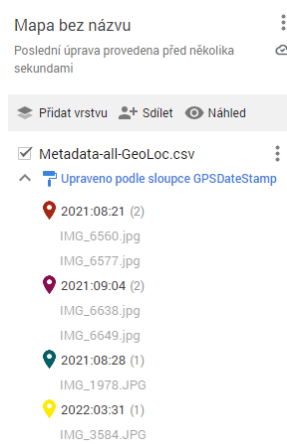 Mapa bez názvu
Poslední úprava provedena před několika
sekundami
Přidat vrstvu Sdílet Náhled
Metadata-all-GeoLoc.csv
Upraveno podle sloupce GPSDateStamp
2021:08:21 (2)
IMG_6560.jpg
IMG_6577.jpg
2021:09:04 (2)
IMG_6638.jpg
IMG_6649.jpg
2021:08:28 (1)
IMG_1978.JPG
2022:03:31 (1)
IMG_3584.JPG